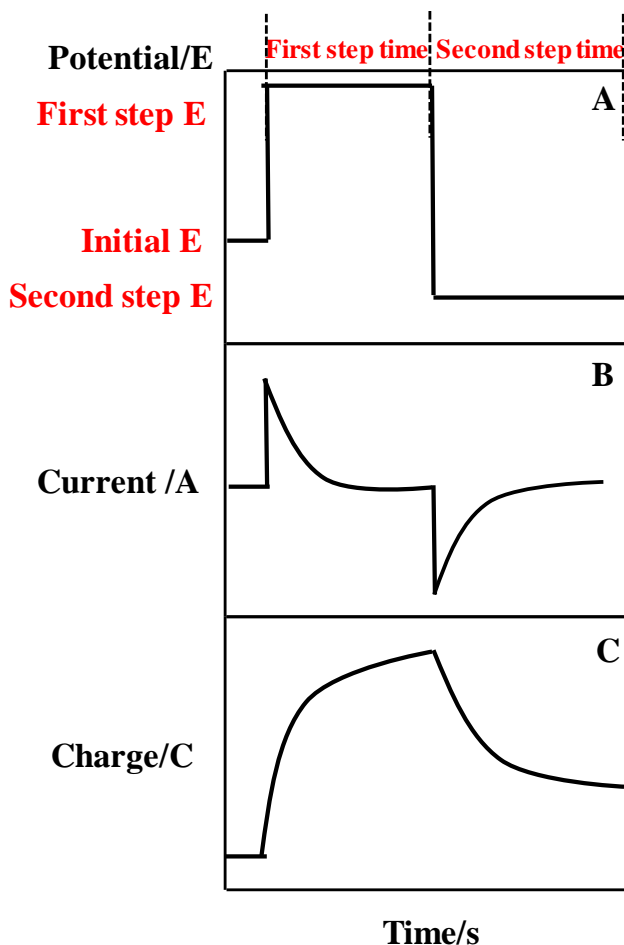 First step time
Second step time
Potential/E
A
First step E
Initial E
Second step E
B
Current /A
C
Charge/C
Time/s